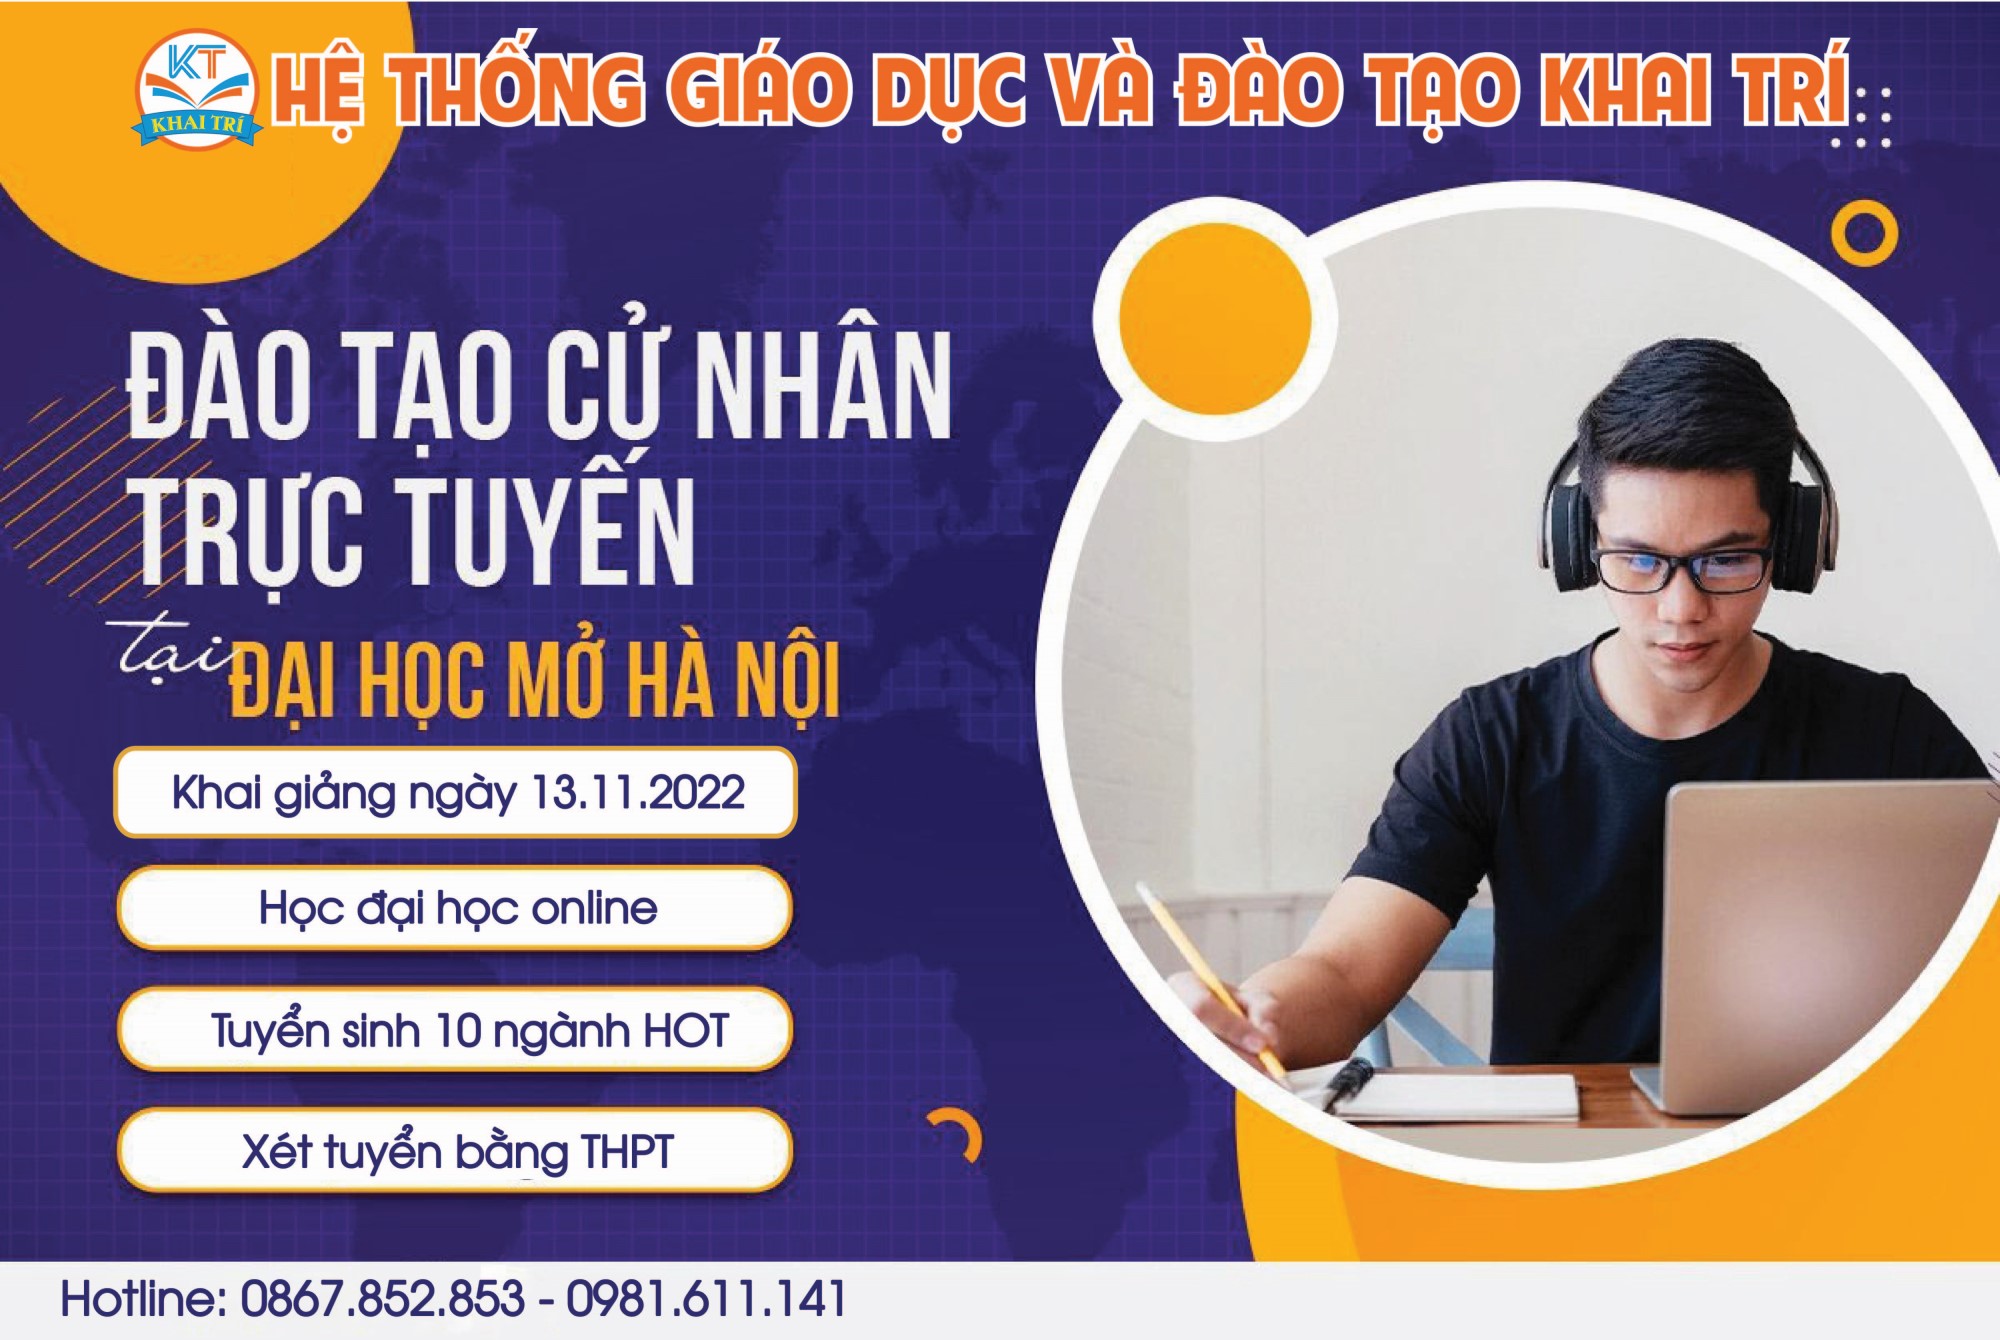 KT
KHAI TRÍ
HỆ THỐNG GIÁO DỤC VÀ ĐÀO TẠO KHAI TRÍ
ĐÀO TẠO CỬ NHÂN
TRỰC TUYẾN
tại ĐẠI HỌC MỞ HÀ NỘI
Khai giảng ngày 13.11.2022
Học đại học online
Tuyển sinh 10 ngành HOT
Xét tuyển bằng THPT
Hotline: 0867.852.853 - 0981.611.141